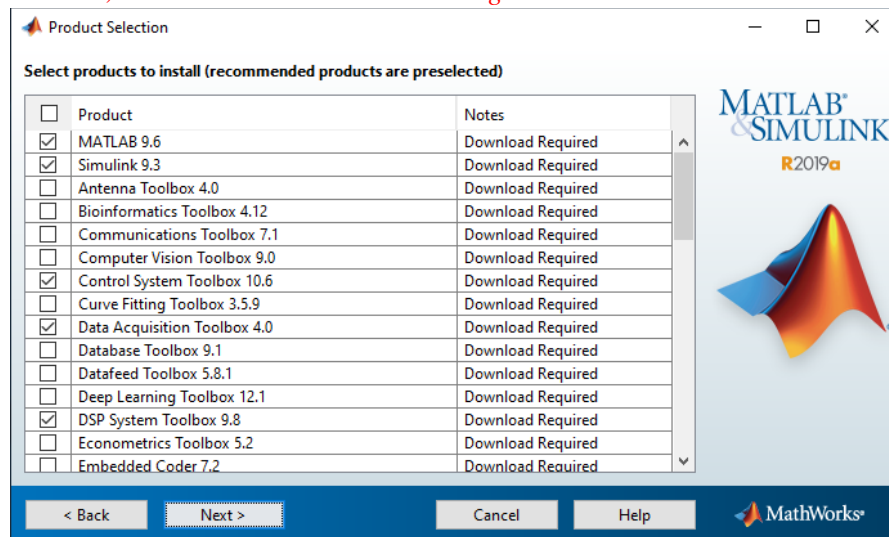 Product Selection
Select products to install (recommended products are preselected)
Product Notes
MATLAB 9.6 Download Required
Simulink 9.3 Download Required
Antenna Toolbox 4.0 Download Required
Bioinformatics Toolbox 4.12 Download Required
Communications Toolbox 7.1 Download Required
Computer Vision Toolbox 9.0 Download Required
Control System Toolbox 10.6 Download Required
Curve Fitting Toolbox 3.5.9 Download Required
Data Acquisition Toolbox 4.0 Download Required
Database Toolbox 9.1 Download Required
Datafeed Toolbox 5.8.1 Download Required
Deep Learning Toolbox 12.1 Download Required
DSP System Toolbox 9.8 Download Required
Econometrics Toolbox 5.2 Download Required
Embedded Coder 7.2 Download Required
MATLAB®
&SIMULINK
R2019a
< Back Next > Cancel Help MathWorks®